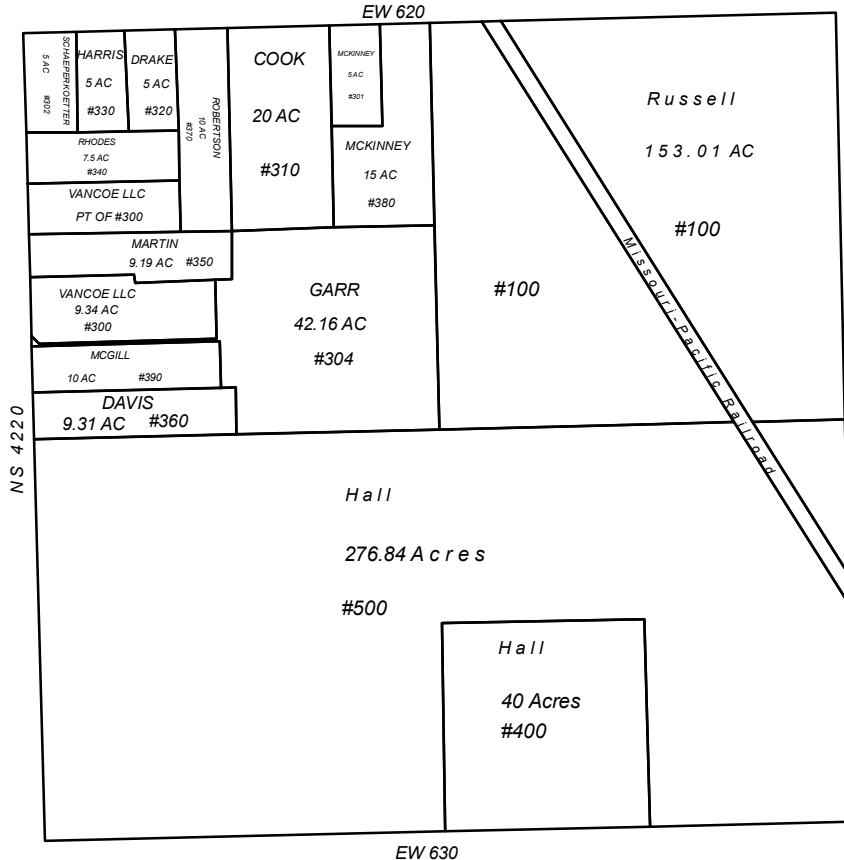 EW 620
SCHAEPERKOETTER
5 AC
#302
HARRIS
5 AC
#330
DRAKE
5 AC
#320
ROBERTSON
10 AC
#370
COOK
20 AC
#310
MCKINNEY
5 AC
#301
MCKINNEY
15 AC
#380
Russell
153.01 AC
#100
RHODES
7.5 AC
#340
VANCOE LLC
PT OF #300
MARTIN
9.19 AC #350
VANCOE LLC
9.34 AC
#300
GARR
42.16 AC
#304
#100
Missouri-Pacific Railroad
MCGILL
10 AC #390
DAVIS
9.31 AC #360
NS 4220
Hall
276.84 Acres
#500
Hall
40 Acres
#400
EW 630